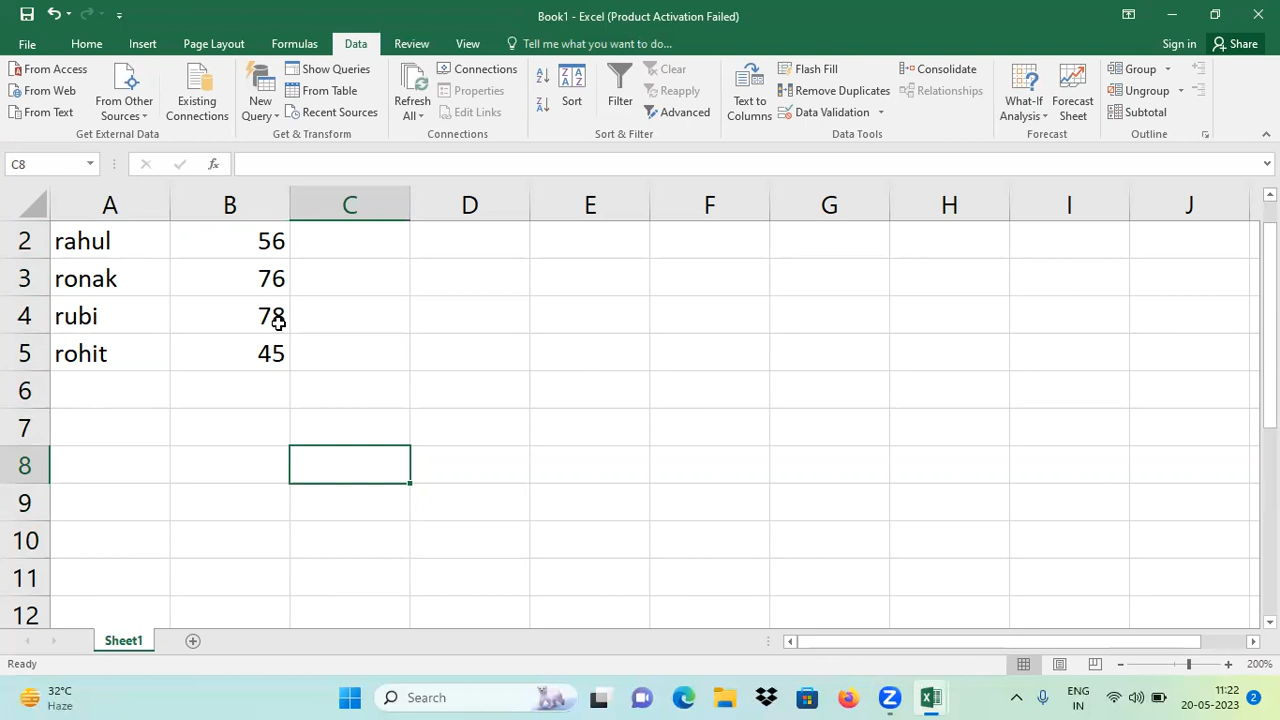 Book1 - Excel (Product Activation Failed)
File Home Insert Page Layout Formulas Data Review View Tell me what you want to do... Sign in Share
From Access
From Web
From Text
From Other Sources
Existing Connections
Get External Data
New Query
Show Queries
From Table
Recent Sources
Get & Transform
Refresh All
Connections
Properties
Edit Links
Connections
Sort
Filter
Clear
Reapply
Advanced
Sort & Filter
Text to Columns
Flash Fill
Remove Duplicates
Data Validation
Consolidate
Relationships
Data Tools
What-If Analysis
Forecast Sheet
Forecast
Group
Ungroup
Subtotal
Outline
C8 fx
A B C D E F G H I J
2 rahul 56
3 ronak 76
4 rubi 78
5 rohit 45
6
7
8
9
10
11
12
Sheet1
Ready 200%
32°C
Haze
Search
ENG
IN
11:22
20-05-2023
2